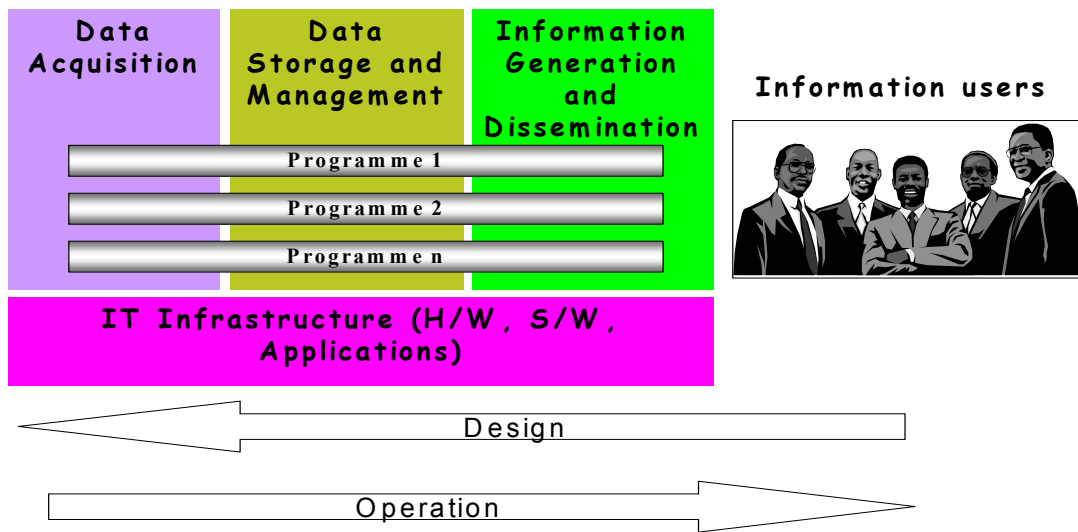 Data
Acquisition
Data
Storage and
Management
Information
Generation
and
Dissemination
Information users
Programme 1
Programme 2
Programme n
IT Infrastructure (H/W, S/W,
Applications)
Design
Operation